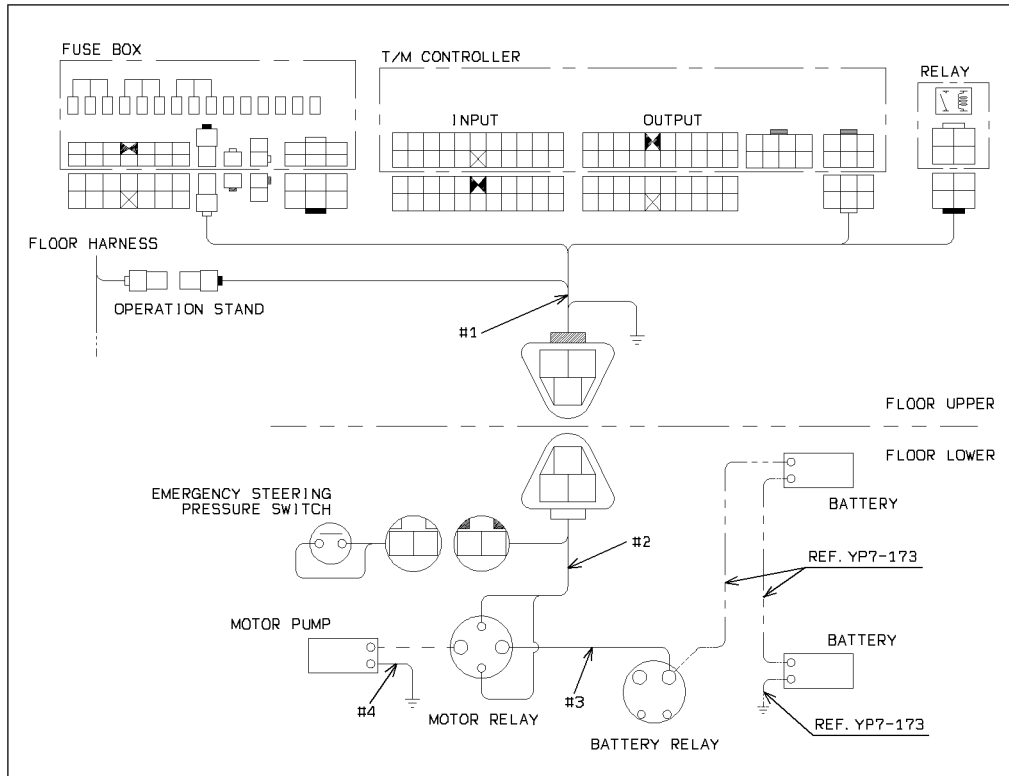 FUSE BOX
T/M CONTROLLER
RELAY
INPUT
OUTPUT
FLOOR HARNESS
OPERATION STAND
#1
FLOOR UPPER
FLOOR LOWER
EMERGENCY STEERING
PRESSURE SWITCH
BATTERY
#2
REF. YP7-173
MOTOR PUMP
BATTERY
#4
MOTOR RELAY
#3
BATTERY RELAY
REF. YP7-173